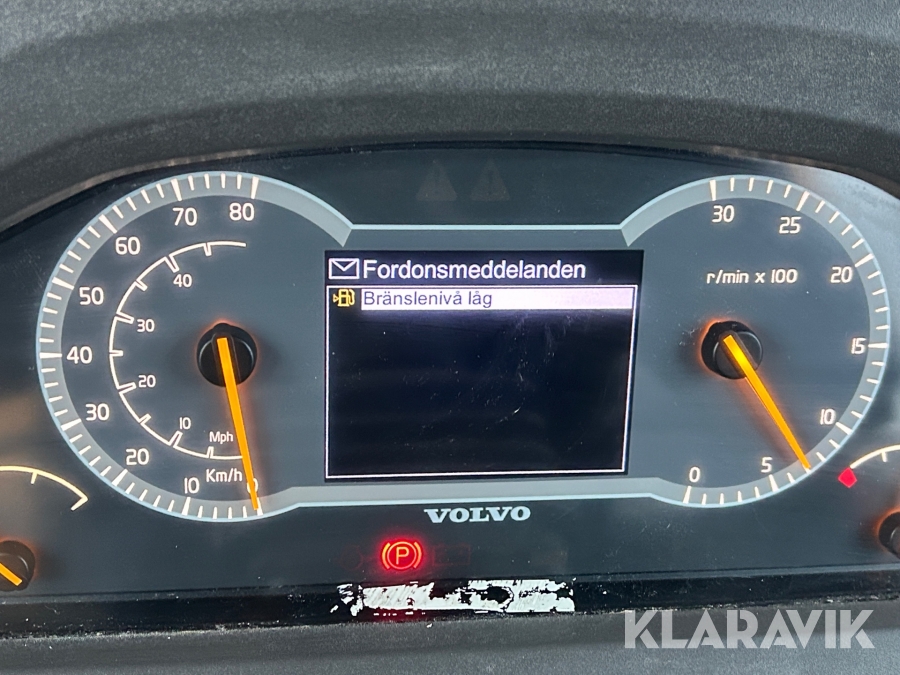 Fordonsmeddelanden
Bränslenivå låg
0
10
20
30
40
50
60
70
80
Km/h
10
20
30
40
Mph
0
5
10
15
20
25
30
r/min x 100
VOLVO
P
KLARAVIK